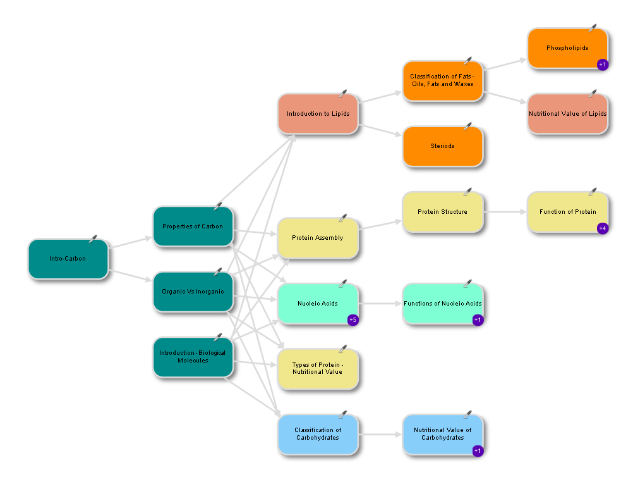 Phospholipids
+1
Classification of Fats -
Oils, Fats and Waxes
Introduction to Lipids
Nutritional Value of Lipids
Steriods
Properties of Carbon
Protein Assembly
Protein Structure
Function of Protein
+4
Intro-Carbon
Organic Vs Inorganic
Nucleic Acids
+5
Functions of Nucleic Acids
+1
Introduction - Biological
Molecules
Types of Protein -
Nutritional Value
Classification of
Carbohydrates
Nutritional Value of
Carbohydrates
+1